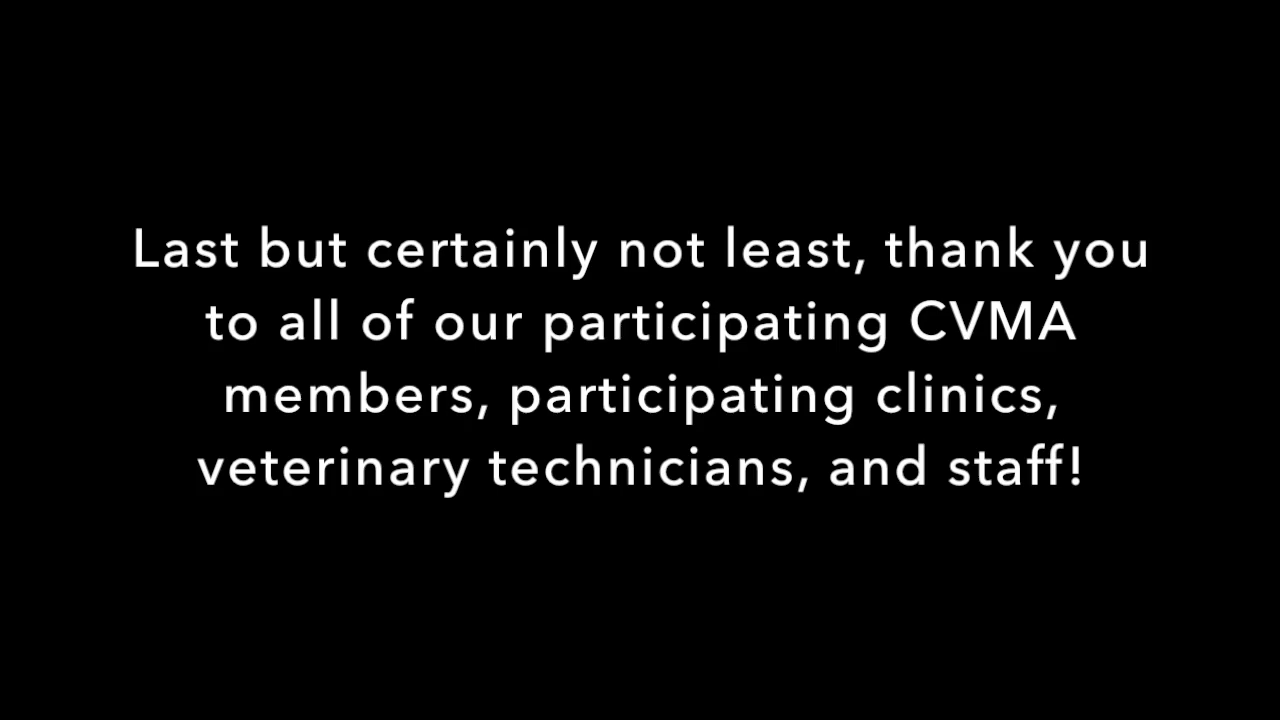 Last but certainly not least, thank you
to all of our participating CVMA
members, participating clinics,
veterinary technicians, and staff!